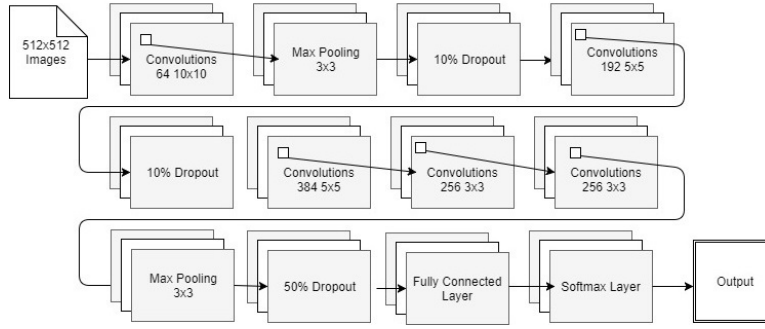 512x512
Images
Convolutions
64 10x10
Max Pooling
3x3
10% Dropout
Convolutions
192 5x5
10% Dropout
Convolutions
384 5x5
Convolutions
256 3x3
Convolutions
256 3x3
Max Pooling
3x3
50% Dropout
Fully Connected
Layer
Softmax Layer
Output